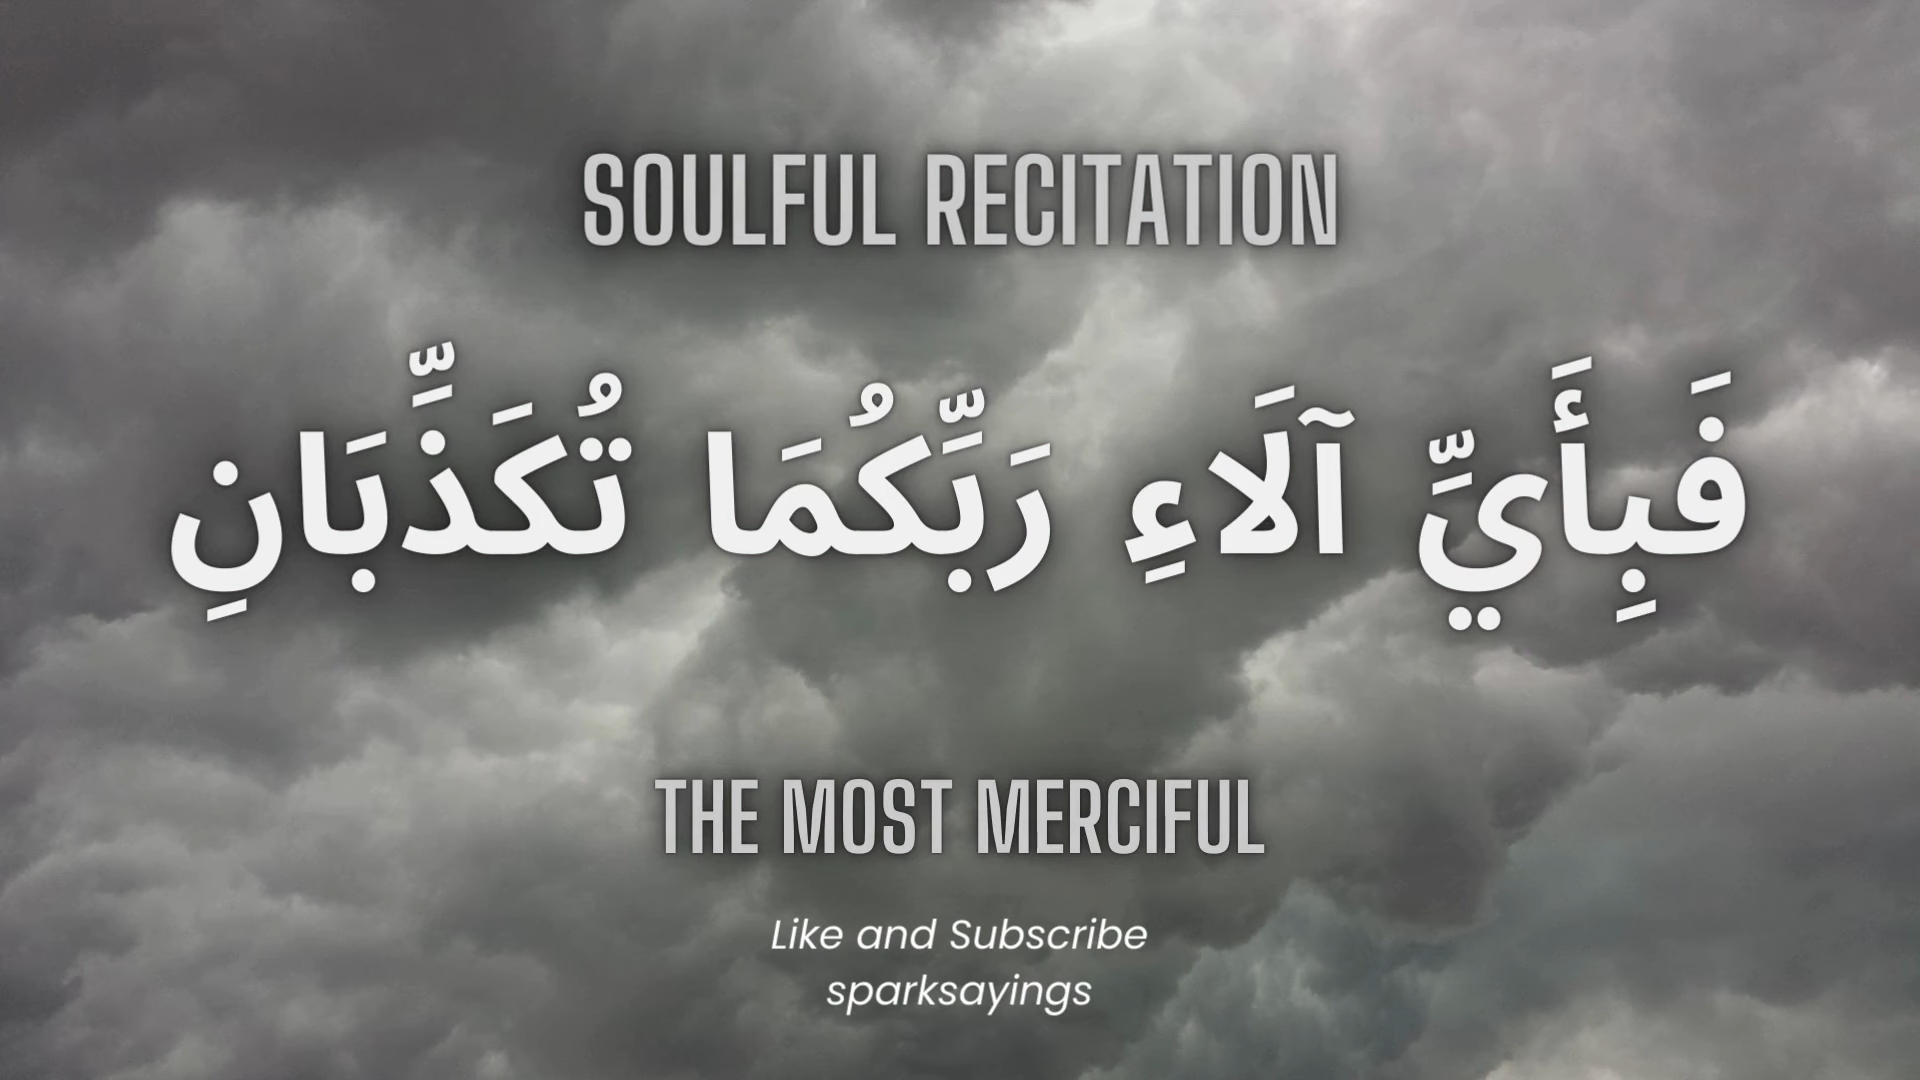 SOULFUL RECITATION
فَبِأَيِّ آلَاءِ رَبِّكُمَا تُكَذِّبَانِ
THE MOST MERCIFUL
Like and Subscribe
sparksayings